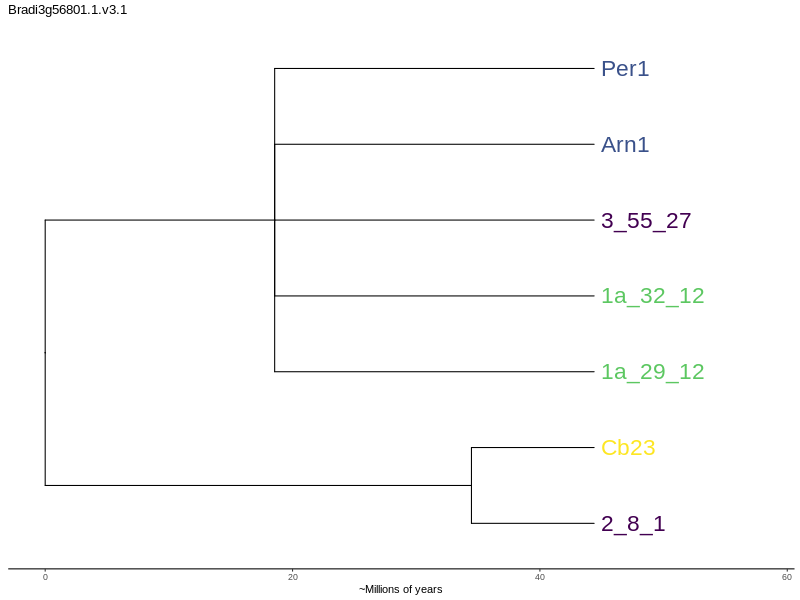 Bradi3g56801.1.v3.1
Per1
Arn1
3_55_27
1a_32_12
1a_29_12
Cb23
2_8_1
0 20 40 60
~Millions of years